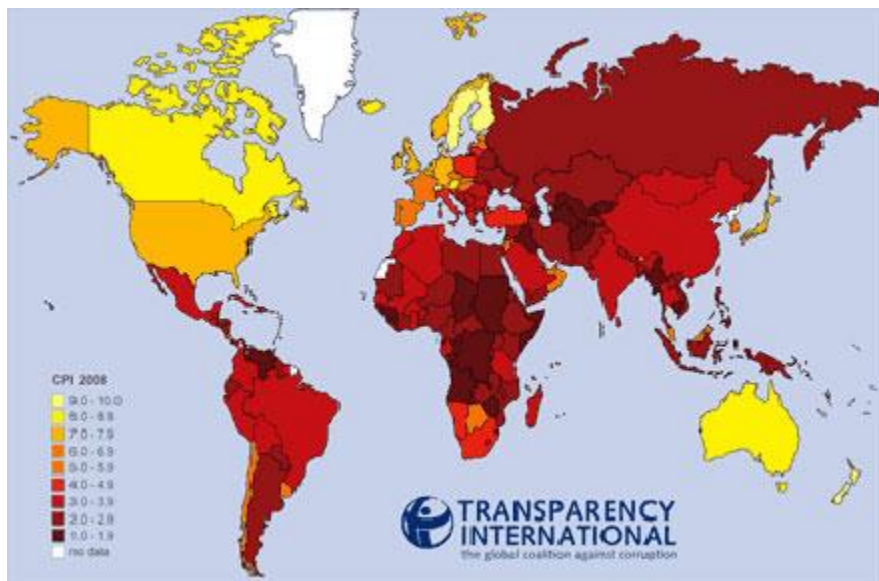 CPI 2008
9.0 - 10.0
8.0 - 8.9
7.0 - 7.9
6.0 - 6.9
5.0 - 5.9
4.0 - 4.9
3.0 - 3.9
2.0 - 2.9
1.0 - 1.9
no data
TRANSPARENCY
INTERNATIONAL
the global coalition against corruption